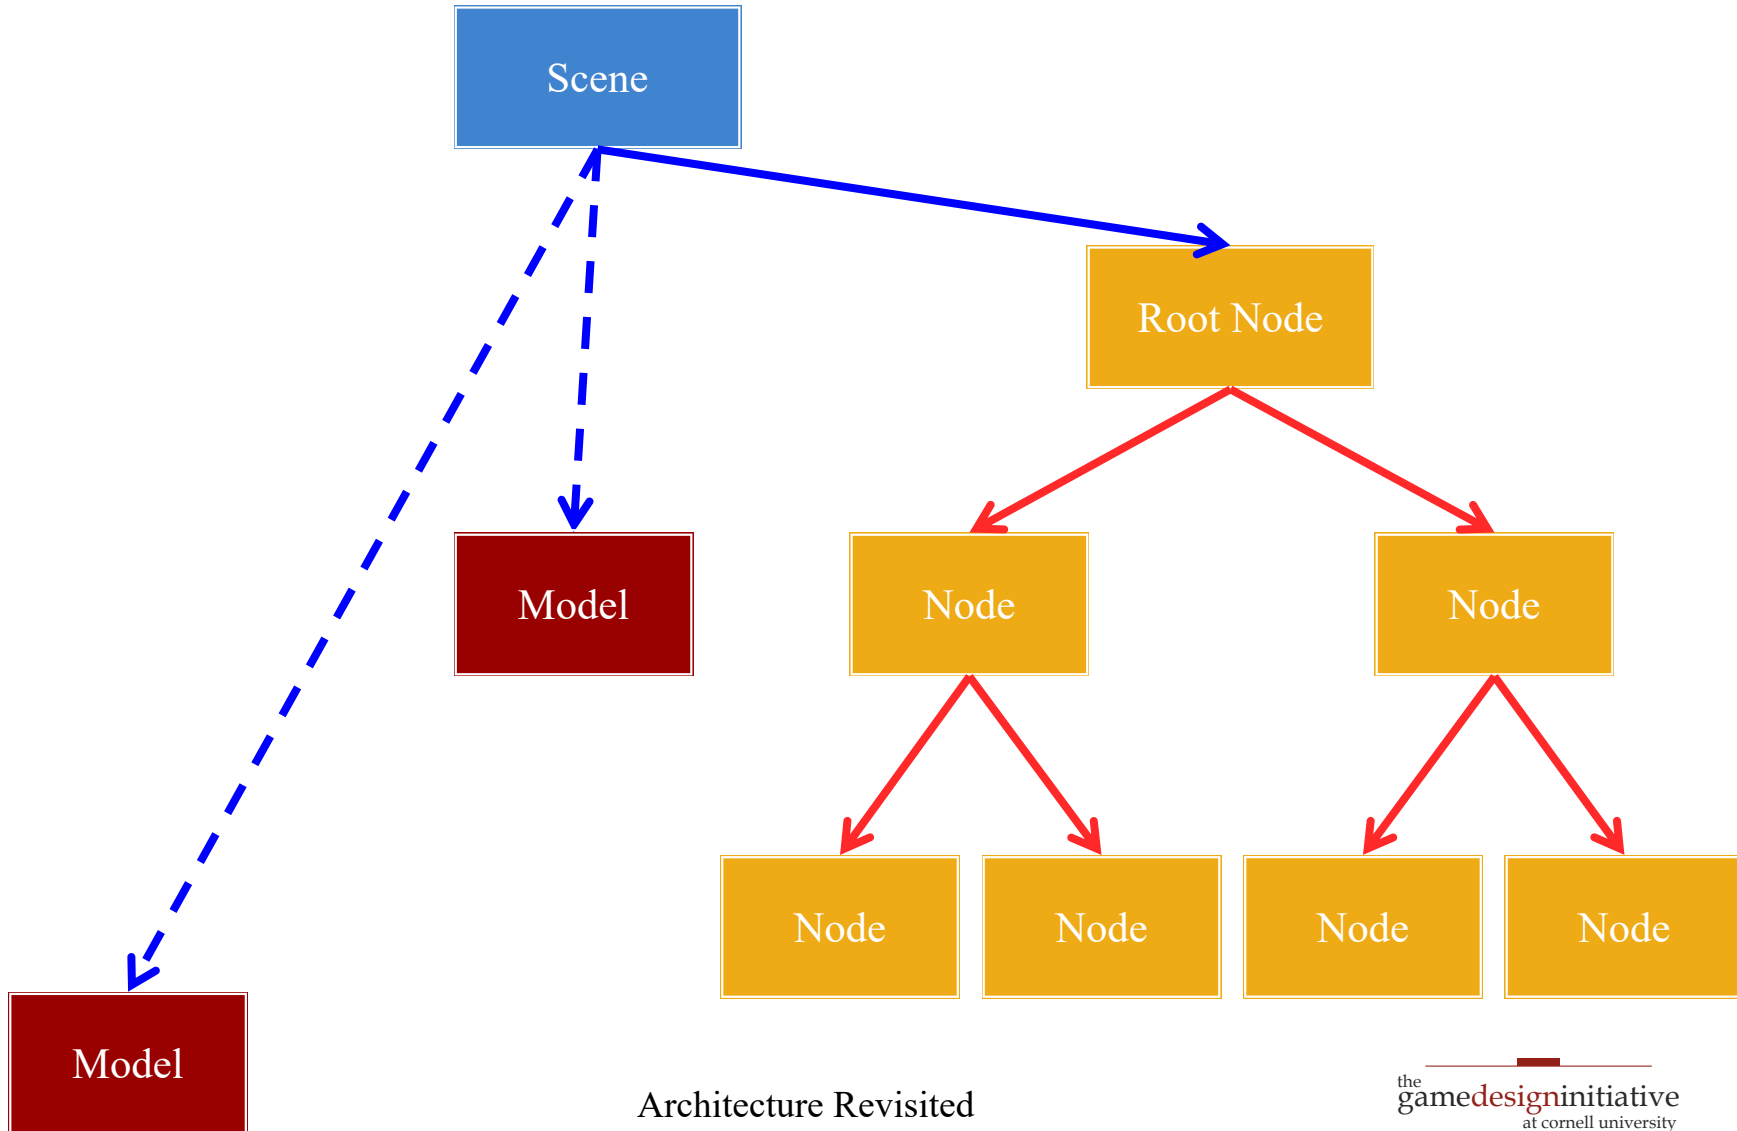 Scene
Root Node
Model
Node
Node
Node
Node
Node
Node
Model
Architecture Revisited
the
gamedesigninitiative
at cornell university